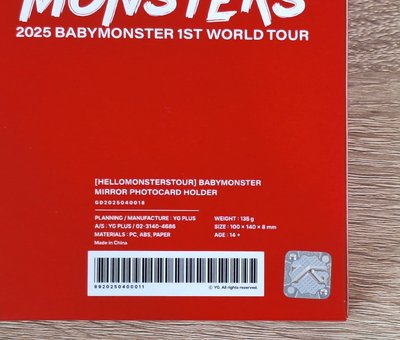 MONSTERS
2025 BABYMONSTER 1ST WORLD TOUR
[HELLOMONSTERSTOUR] BABYMONSTER
MIRROR PHOTOCARD HOLDER
GD2025040018
PLANNING / MANUFACTURE : YG PLUS
A/S : YG PLUS / 02-3140-4686
MATERIALS : PC, ABS, PAPER
Made in China
WEIGHT : 135 g
SIZE : 100 × 140 × 8 mm
AGE : 14 +
8920250400011
© YG. All rights reserved.